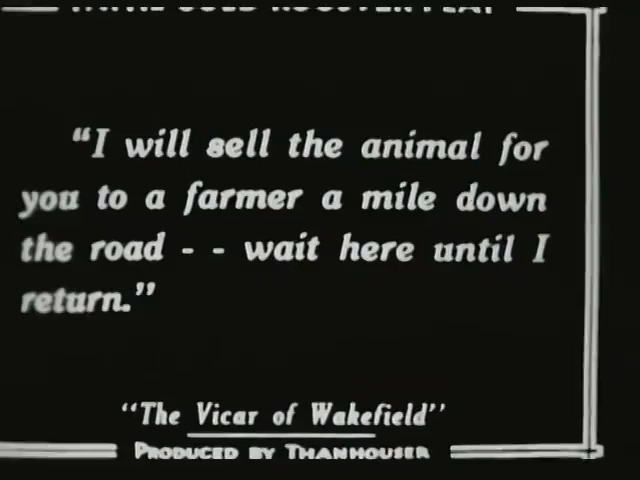 "I will sell the animal for
you to a farmer a mile down
the road - - wait here until I
return."
"The Vicar of Wakefield"
PRODUCED BY THANHOUSER